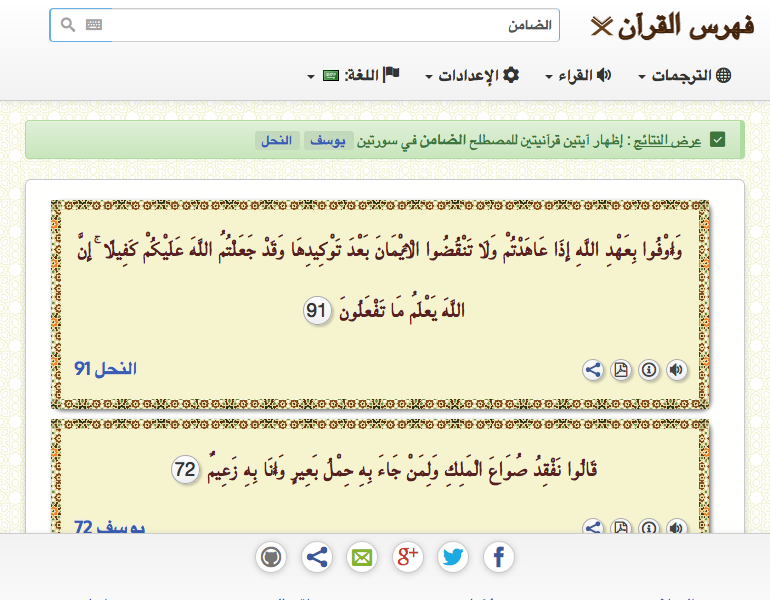 فهرس القرآن
الضامن
الترجمات
القراء
الإعدادات
اللغة:
عرض النتائج : إظهار آيتين قرآنيتين للمصطلح الضامن في سورتين يوسف النحل
وَأَوْفُوا بِعَهْدِ اللَّهِ إِذَا عَاهَدْتُمْ وَلَا تَنْقُضُوا الْأَيْمَانَ بَعْدَ تَوْكِيدِهَا وَقَدْ جَعَلْتُمُ اللَّهَ عَلَيْكُمْ كَفِيلًا ۚ إِنَّ
اللَّهَ يَعْلَمُ مَا تَفْعَلُونَ 91
النحل 91
قَالُوا نَفْقِدُ صُوَاعَ الْمَلِكِ وَلِمَنْ جَاءَ بِهِ حِمْلُ بَعِيرٍ وَأَنَا بِهِ زَعِيمٌ 72
يوسف 72